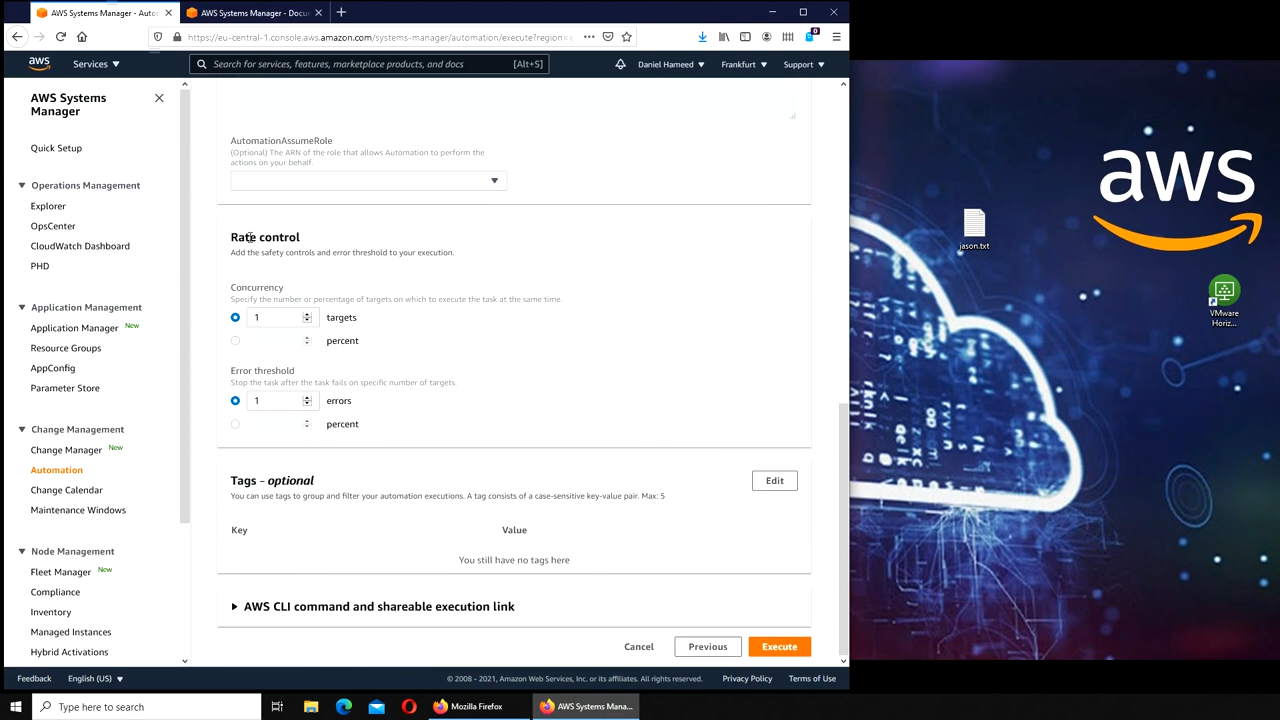 AWS Systems Manager - Auto
AWS Systems Manager - Docu
https://eu-central-1.console.aws.amazon.com/systems-manager/automation/execute?region=
0
aws
Services
Search for services, features, marketplace products, and docs
[Alt+S]
Daniel Hameed
Frankfurt
Support
AWS Systems Manager
Quick Setup
Operations Management
Explorer
OpsCenter
CloudWatch Dashboard
PHD
Application Management
Application Manager New
Resource Groups
AppConfig
Parameter Store
Change Management
Change Manager New
Automation
Change Calendar
Maintenance Windows
Node Management
Fleet Manager New
Compliance
Inventory
Managed Instances
Hybrid Activations
AutomationAssumeRole
(Optional) The ARN of the role that allows Automation to perform the
actions on your behalf.
Rate control
Add the safety controls and error threshold to your execution.
Concurrency
Specify the number or percentage of targets on which to execute the task at the same time.
1 targets
percent
Error threshold
Stop the task after the task fails on specific number of targets.
1 errors
percent
Tags - optional
Edit
You can use tags to group and filter your automation executions. A tag consists of a case-sensitive key-value pair. Max: 5
Key Value
You still have no tags here
AWS CLI command and shareable execution link
Cancel Previous Execute
Feedback English (US) © 2008 - 2021, Amazon Web Services, Inc. or its affiliates. All rights reserved. Privacy Policy Terms of Use
Type here to search
Mozilla Firefox
AWS Systems Mana...
aws
jason.txt
VMware
Horiz...